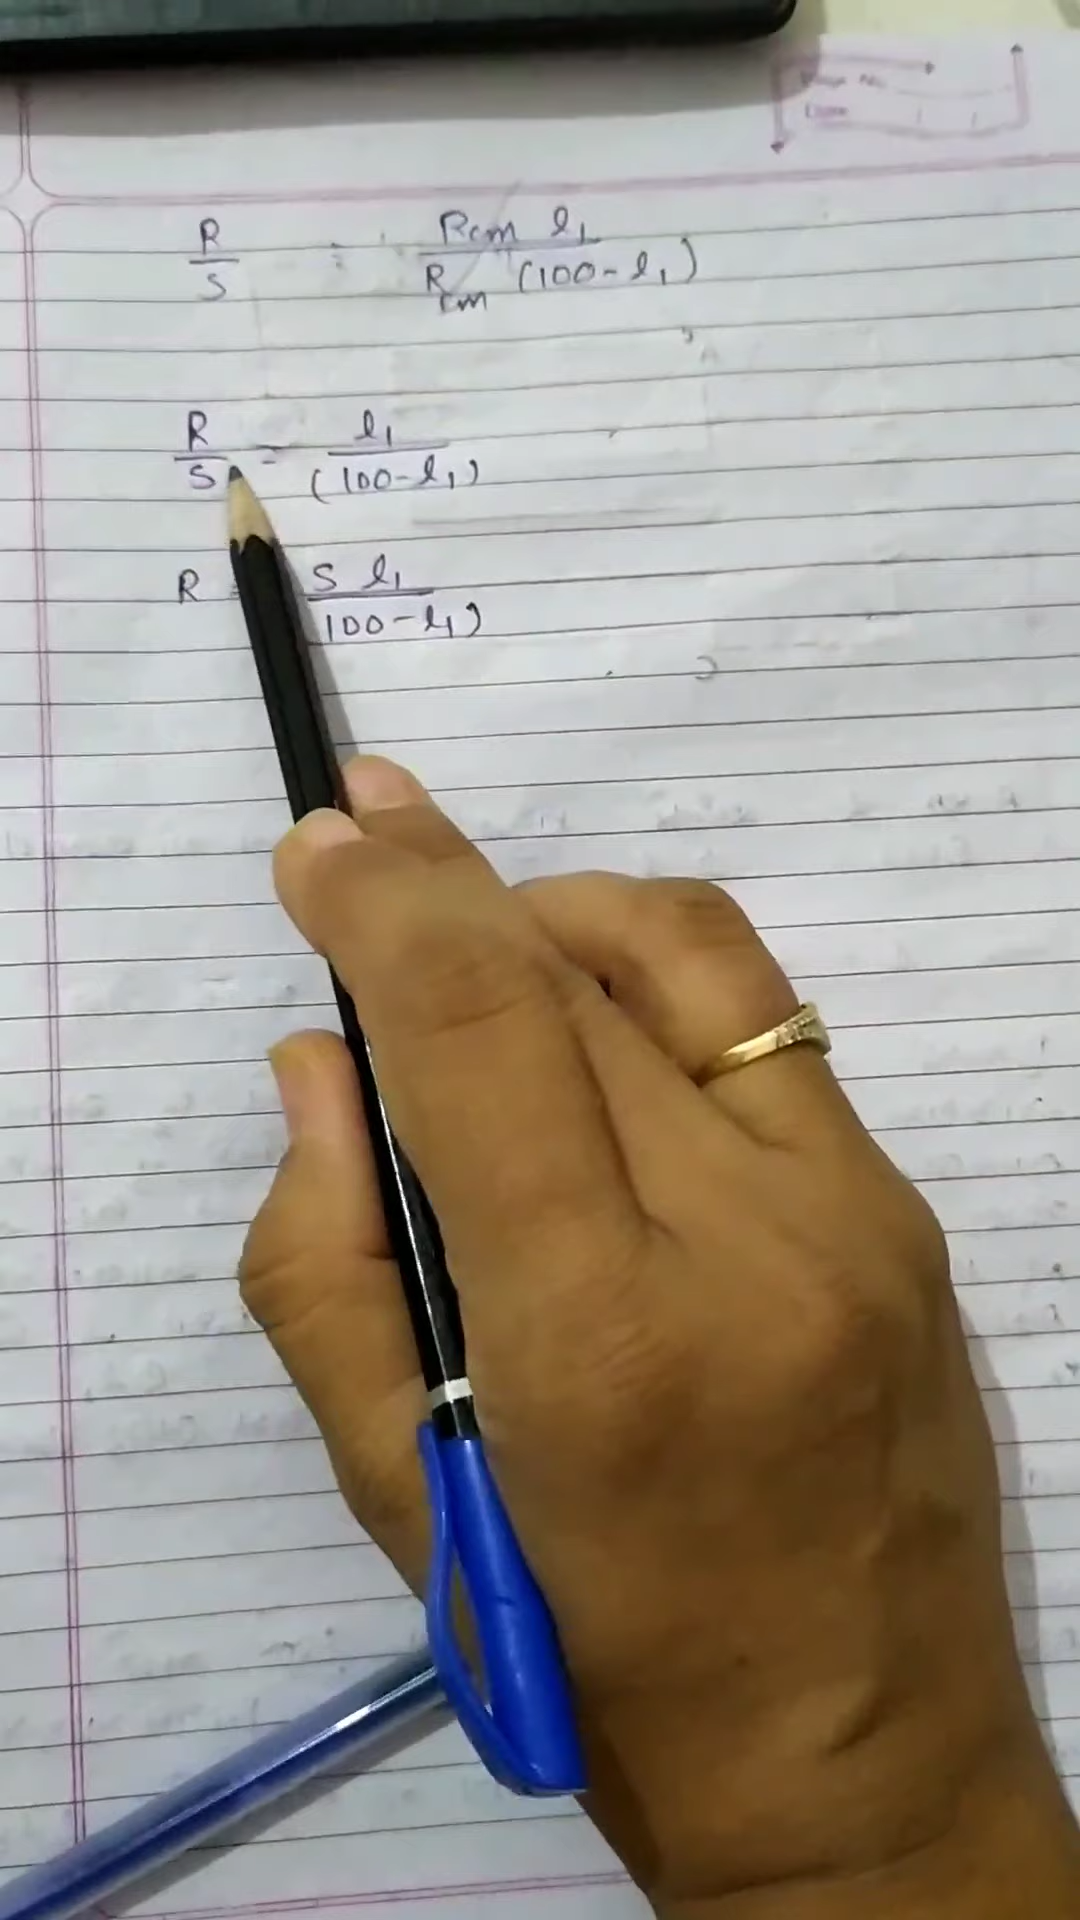 R/S = Rcm l₁ / Rcm (100-l₁)
R/S = l₁ / (100-l₁)
R = S l₁ / 100-l₁)